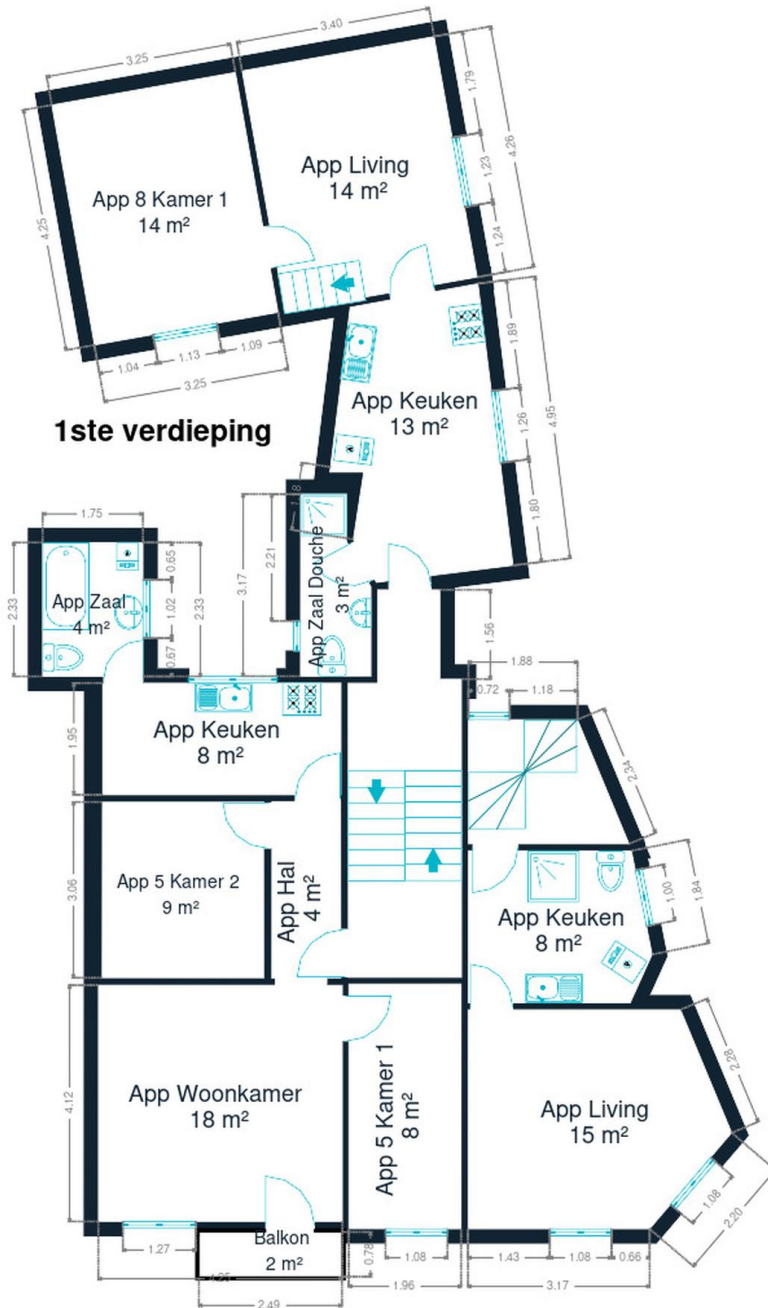 3.40
3.25
1.79
4.26
App Living
14 m²
1.23
App 8 Kamer 1
14 m²
4.25
1.24
1.89
1.04
1.13
1.09
3.25
App Keuken
13 m²
4.95
1.26
1ste verdieping
1.80
1.75
2.21
3.17
App Zaal Douche
3 m²
2.33
0.65
App Zaal
4 m²
1.02
2.33
0.67
1.56
1.88
0.72
1.18
App Keuken
8 m²
1.95
2.34
App 5 Kamer 2
9 m²
3.06
App Hal
4 m²
1.00
1.84
App Keuken
8 m²
2.28
App Woonkamer
18 m²
4.12
App 5 Kamer 1
8 m²
App Living
15 m²
1.08
2.20
Balkon
2 m²
0.78
1.27
1.08
1.43
1.08
0.66
4.25
1.96
3.17
2.49